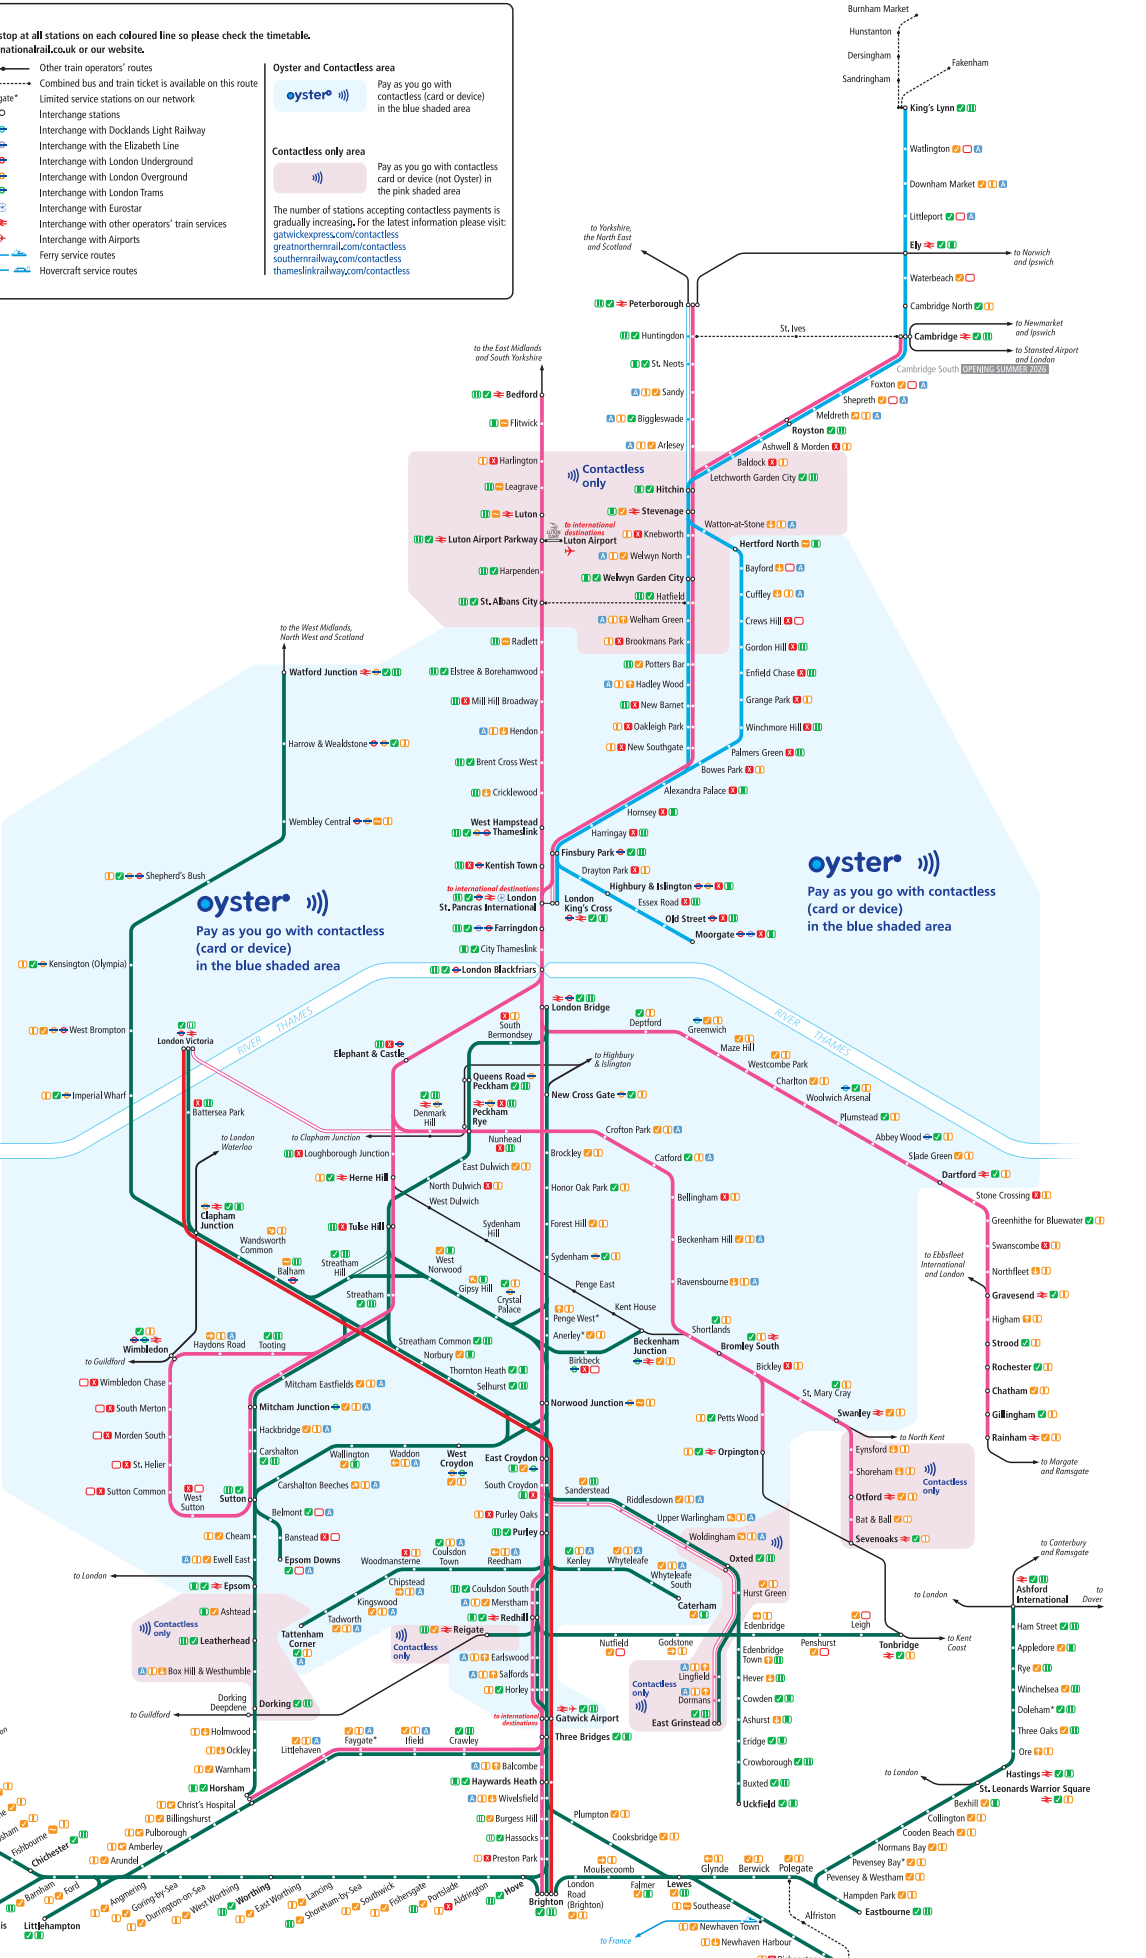 stop at all stations on each coloured line so please check the timetable.
nationalrail.co.uk or our website.
Other train operators' routes
Combined bus and train ticket is available on this route
gate*
Limited service stations on our network
Interchange stations
Interchange with Docklands Light Railway
Interchange with the Elizabeth Line
Interchange with London Underground
Interchange with London Overground
Interchange with London Trams
Interchange with Eurostar
Interchange with other operators' train services
Interchange with Airports
Ferry service routes
Hovercraft service routes
Oyster and Contactless area
oyster
Pay as you go with
contactless (card or device)
in the blue shaded area
Contactless only area
Pay as you go with contactless
card or device (not Oyster) in
the pink shaded area
The number of stations accepting contactless payments is
gradually increasing. For the latest information please visit:
gatwickexpress.com/contactless
greatnorthernrail.com/contactless
southernrailway.com/contactless
thameslinkrailway.com/contactless
Burnham Market
Hunstanton
Dersingham
Sandringham
Fakenham
King's Lynn
Watlington
Downham Market
Littleport
Ely
to Norwich
and Ipswich
Waterbeach
Cambridge North
Cambridge
to Newmarket
and Ipswich
to Stansted Airport
and London
Cambridge South OPENING SUMMER 2026
Foxton
Shepreth
Meldreth
Royston
Ashwell & Morden
Baldock
Letchworth Garden City
to Yorkshire,
the North East
and Scotland
Peterborough
Huntingdon
St. Ives
St. Neots
Sandy
Biggleswade
Arlesey
Hitchin
Stevenage
Knebworth
Welwyn North
Welwyn Garden City
Hatfield
Welham Green
Brookmans Park
Potters Bar
Hadley Wood
New Barnet
Oakleigh Park
New Southgate
Watton-at-Stone
Hertford North
Bayford
Cuffley
Crews Hill
Gordon Hill
Enfield Chase
Grange Park
Winchmore Hill
Palmers Green
Bowes Park
Alexandra Palace
Hornsey
Harringay
Finsbury Park
Drayton Park
Highbury & Islington
Essex Road
Old Street
Moorgate
London
King's Cross
to the East Midlands
and South Yorkshire
Bedford
Flitwick
Harlington
Leagrave
Luton
Luton Airport Parkway
LUTON
DART
to international
destinations
Luton Airport
Contactless
only
Harpenden
St. Albans City
Radlett
Elstree & Borehamwood
Mill Hill Broadway
Hendon
Brent Cross West
Cricklewood
West Hampstead
Thameslink
Kentish Town
to international destinations
London
St. Pancras International
Farringdon
City Thameslink
London Blackfriars
to the West Midlands,
North West and Scotland
Watford Junction
Harrow & Wealdstone
Wembley Central
Shepherd's Bush
Kensington (Olympia)
West Brompton
Imperial Wharf
oyster
Pay as you go with contactless
(card or device)
in the blue shaded area
oyster
Pay as you go with contactless
(card or device)
in the blue shaded area
RIVER THAMES
RIVER THAMES
London Victoria
Battersea Park
to London
Waterloo
Clapham
Junction
Wandsworth
Common
Balham
Streatham
Hill
Streatham
Wimbledon
to Guildford
Haydons Road
Tooting
Wimbledon Chase
South Merton
Morden South
St. Helier
Sutton Common
West
Sutton
Sutton
Mitcham Eastfields
Mitcham Junction
Hackbridge
Carshalton
Carshalton Beeches
Wallington
Waddon
West
Croydon
Elephant & Castle
South
Bermondsey
London Bridge
Queens Road
Peckham
Peckham
Rye
Denmark
Hill
to Clapham Junction
to Highbury
& Islington
New Cross Gate
Nunhead
Loughborough Junction
East Dulwich
Herne Hill
North Dulwich
West Dulwich
Tulse Hill
Sydenham
Hill
West
Norwood
Gipsy Hill
Crystal
Palace
Brockley
Honor Oak Park
Forest Hill
Sydenham
Penge East
Penge West*
Kent House
Anerley*
Birkbeck
Beckenham
Junction
Streatham Common
Norbury
Thornton Heath
Selhurst
Norwood Junction
East Croydon
South Croydon
Deptford
Greenwich
Maze Hill
Westcombe Park
Charlton
Woolwich Arsenal
Plumstead
Abbey Wood
Slade Green
Dartford
Stone Crossing
Greenhithe for Bluewater
Swanscombe
Northfleet
to Ebbsfleet
International
and London
Gravesend
Higham
Strood
Rochester
Chatham
Gillingham
Rainham
to Margate
and Ramsgate
Crofton Park
Catford
Bellingham
Beckenham Hill
Ravensbourne
Shortlands
Bromley South
Bickley
St. Mary Cray
Petts Wood
Orpington
Swanley
to North Kent
Eynsford
Shoreham
Contactless
only
Otford
Bat & Ball
Sevenoaks
Sanderstead
Riddlesdown
Upper Warlingham
Woldingham
Oxted
Purley Oaks
Purley
Kenley
Whyteleafe
Whyteleafe
South
Caterham
Reedham
Coulsdon
Town
Woodmansterne
Chipstead
Kingswood
Tadworth
Tattenham
Corner
Coulsdon South
Merstham
Redhill
Reigate
Contactless
only
Earlswood
Salfords
Horley
to international
destinations
Gatwick Airport
Three Bridges
Belmont
Banstead
Epsom Downs
Cheam
Ewell East
to London
Epsom
Ashtead
Contactless
only
Leatherhead
Box Hill & Westhumble
Dorking
Deepdene
Dorking
to Guildford
Holmwood
Ockley
Warnham
Horsham
Littlehaven
Faygate*
Ifield
Crawley
Christ's Hospital
Billingshurst
Pulborough
Amberley
Arundel
Hurst Green
Edenbridge
Nutfield
Godstone
Penshurst
Leigh
Tonbridge
to Kent
Coast
Edenbridge
Town
Lingfield
Dormans
East Grinstead
Contactless
only
Hever
Cowden
Ashurst
Eridge
Crowborough
Buxted
Uckfield
to Canterbury
and Ramsgate
Ashford
International
to London
to
Dover
Ham Street
Appledore
Rye
Winchelsea
Doleham*
Three Oaks
Ore
Hastings
to London
St. Leonards Warrior Square
Bexhill
Collington
Cooden Beach
Normans Bay
Pevensey Bay*
Pevensey & Westham
Hampden Park
Eastbourne
Balcombe
Haywards Heath
Wivelsfield
Burgess Hill
Hassocks
Preston Park
Brighton
Plumpton
Cooksbridge
Moulsecoomb
London
Road
(Brighton)
Falmer
Lewes
Glynde
Berwick
Polegate
Alfriston
Southease
Newhaven Town
Newhaven Harbour
to France
Hove
Aldrington
Portslade
Fishersgate
Southwick
Shoreham-by-Sea
Lancing
East Worthing
Worthing
West Worthing
Durrington-on-Sea
Goring-by-Sea
Angmering
Ford
Barnham
Littlehampton
Chichester
Fishbourne